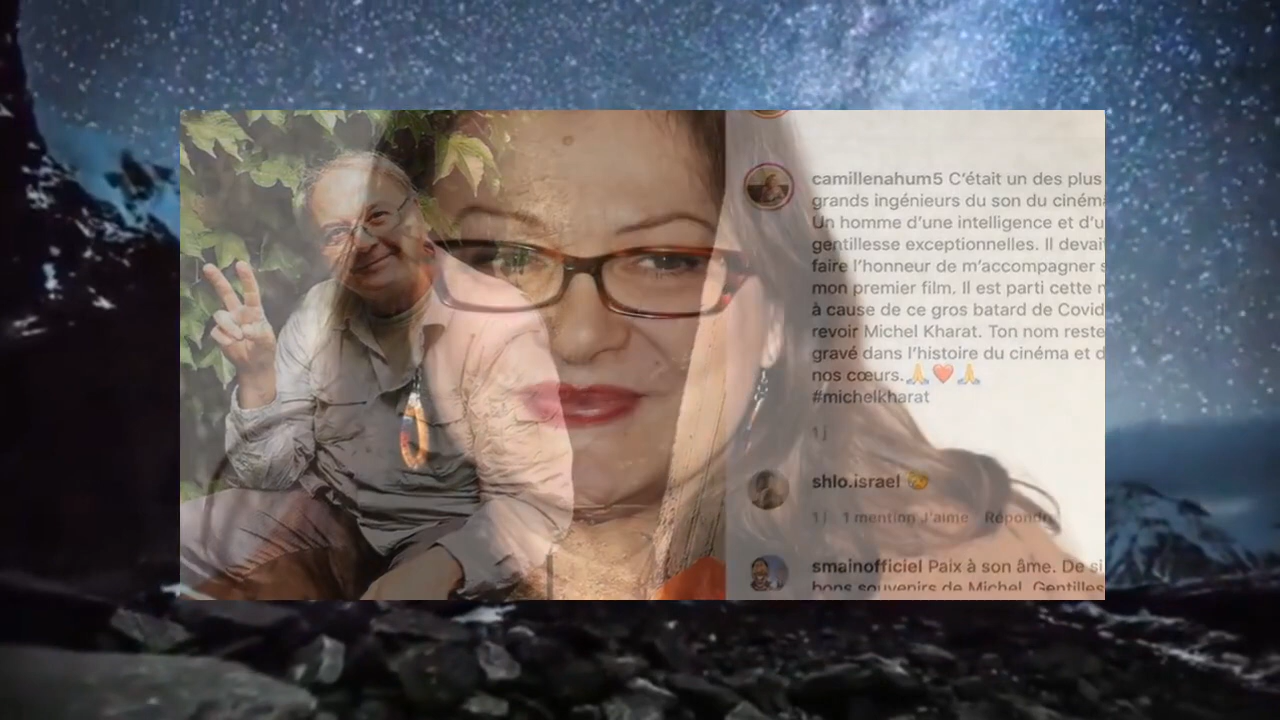 camillenahum5 C'était un des plus
grands ingénieurs du son du cinéma
Un homme d'une intelligence et d'u
gentillesse exceptionnelles. Il devai
faire l'honneur de m'accompagner s
mon premier film. Il est parti cette
à cause de ce gros batard de Covid
revoir Michel Kharat. Ton nom reste
gravé dans l'histoire du cinéma et d
nos cœurs.🙏❤️🙏
#michelkharat
1 j
shlo.israel
1 j 1 mention J'aime Répondre
smainofficiel Paix à son âme. De si
bons souvenirs de Michel. Gentilles